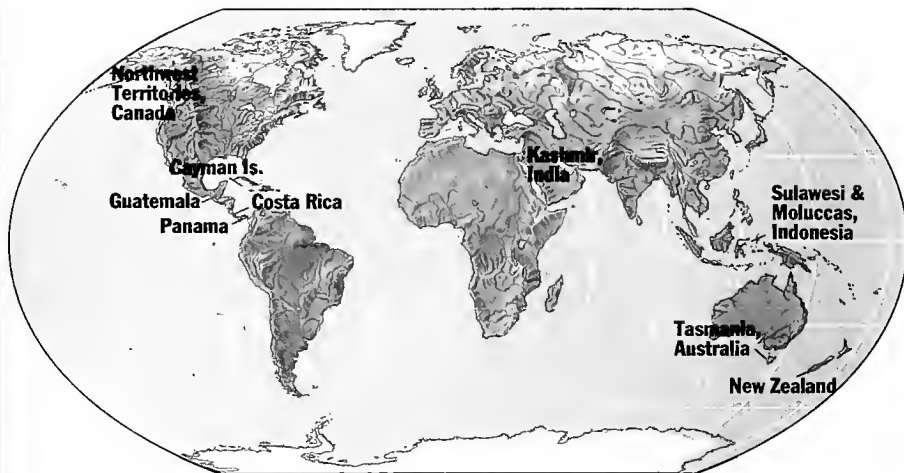 Northwest
Territories,
Canada
Cayman Is.
Guatemala
Costa Rica
Panama
Kashmir,
India
Sulawesi &
Moluccas,
Indonesia
Tasmania,
Australia
New Zealand